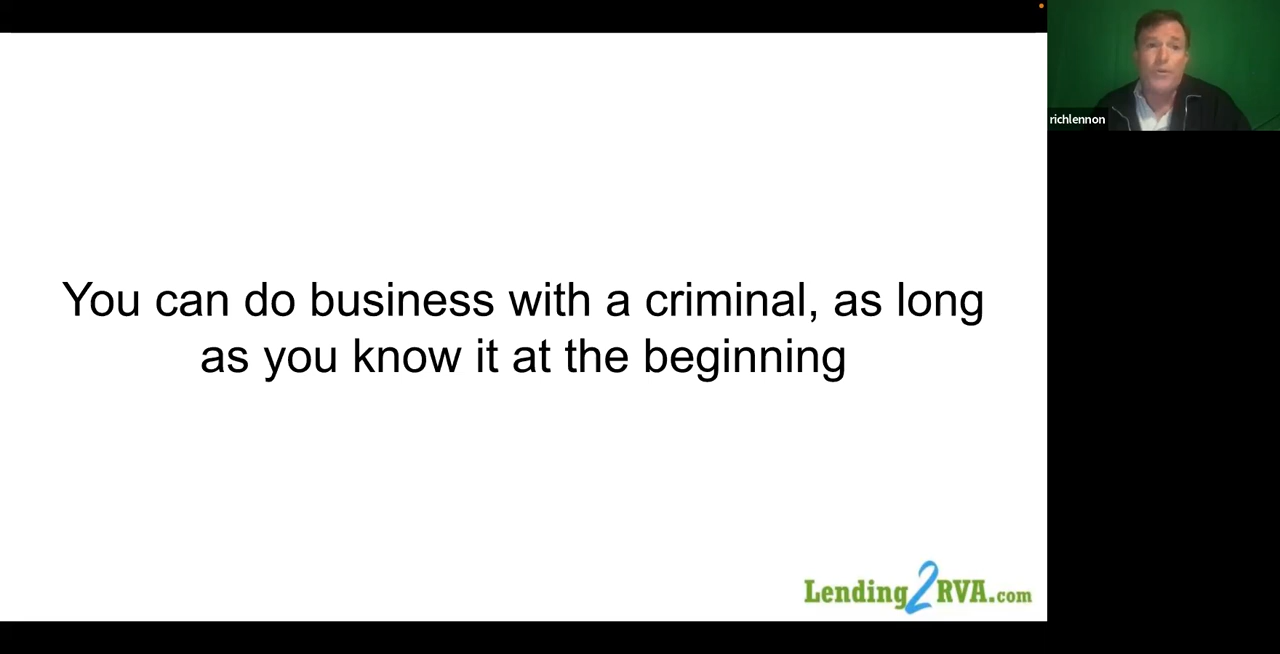 richlennon
You can do business with a criminal, as long
as you know it at the beginning
Lending2RVA.com